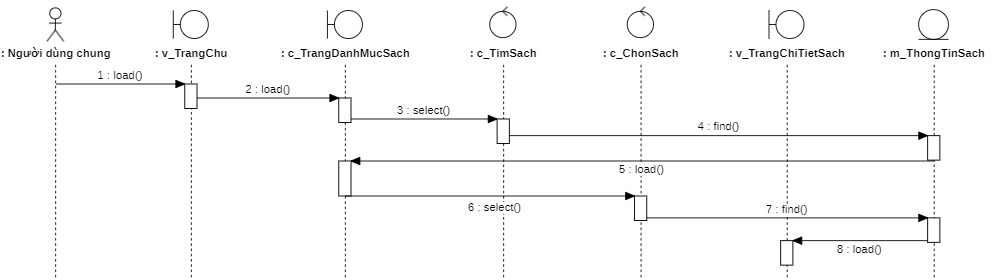 : Người dùng chung
: v_TrangChu
: c_TrangDanhMucSach
: c_TimSach
: c_ChonSach
: v_TrangChiTietSach
: m_ThongTinSach
1 : load()
2 : load()
3 : select()
4 : find()
5 : load()
6 : select()
7 : find()
8 : load()